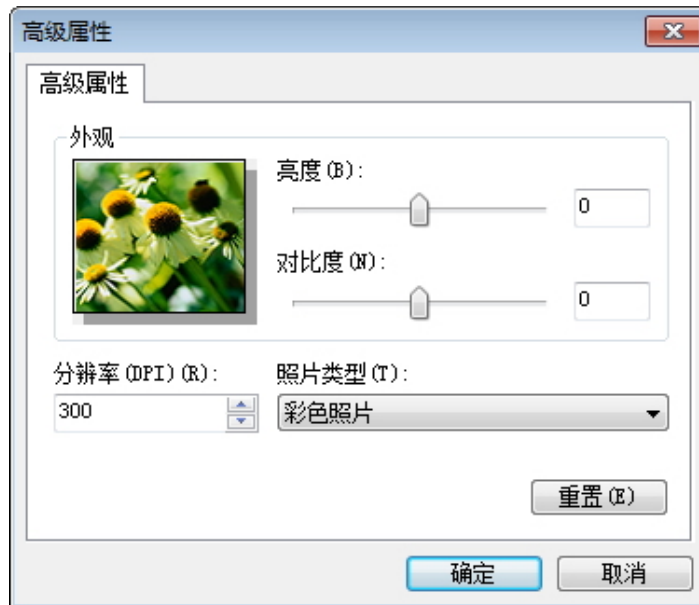 高级属性
高级属性
外观
亮度(B):
0
对比度(N):
0
分辨率(DPI)(R):
300
照片类型(T):
彩色照片
重置(E)
确定
取消